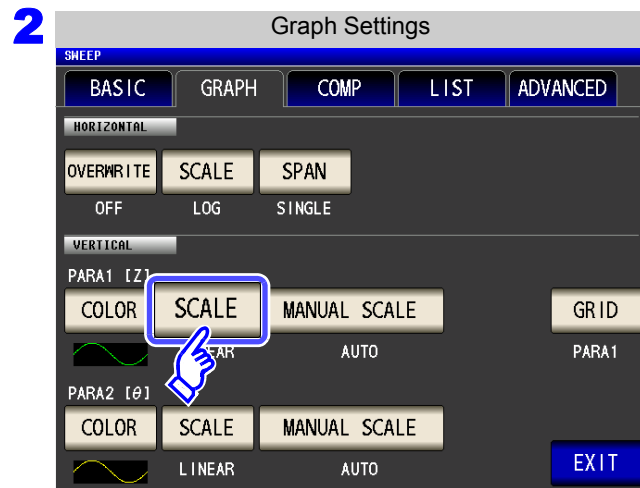 2
Graph Settings
SWEEP
BASIC GRAPH COMP LIST ADVANCED
HORIZONTAL
OVERWRITE SCALE SPAN
OFF LOG SINGLE
VERTICAL
PARA1 [Z]
COLOR SCALE MANUAL SCALE GRID
EAR AUTO PARA1
PARA2 [θ]
COLOR SCALE MANUAL SCALE
LINEAR AUTO EXIT